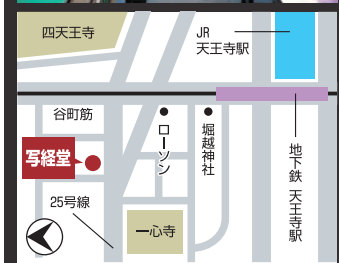 四天王寺
JR
天王寺駅
谷町筋
ローソン
堀越神社
地下鉄 天王寺駅
写経堂
25号線
一心寺